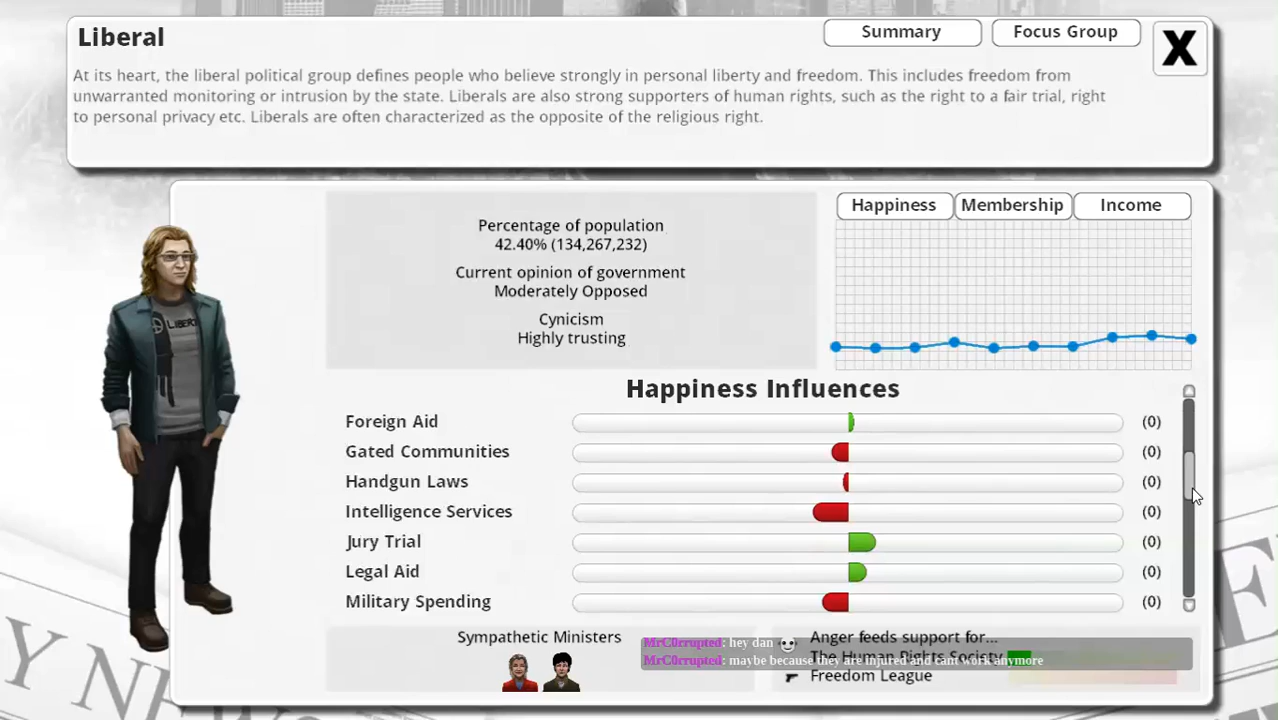 Liberal
Summary
Focus Group
X
At its heart, the liberal political group defines people who believe strongly in personal liberty and freedom. This includes freedom from
unwarranted monitoring or intrusion by the state. Liberals are also strong supporters of human rights, such as the right to a fair trial, right
to personal privacy etc. Liberals are often characterized as the opposite of the religious right.
Percentage of population
42.40% (134,267,232)
Current opinion of government
Moderately Opposed
Cynicism
Highly trusting
Happiness
Membership
Income
Happiness Influences
Foreign Aid (0)
Gated Communities (0)
Handgun Laws (0)
Intelligence Services (0)
Jury Trial (0)
Legal Aid (0)
Military Spending (0)
Sympathetic Ministers
Anger feeds support for...
The Human Rights Society
Freedom League
MrC0rrupted: hey dan
MrC0rrupted: maybe because they are injured and cant work anymore